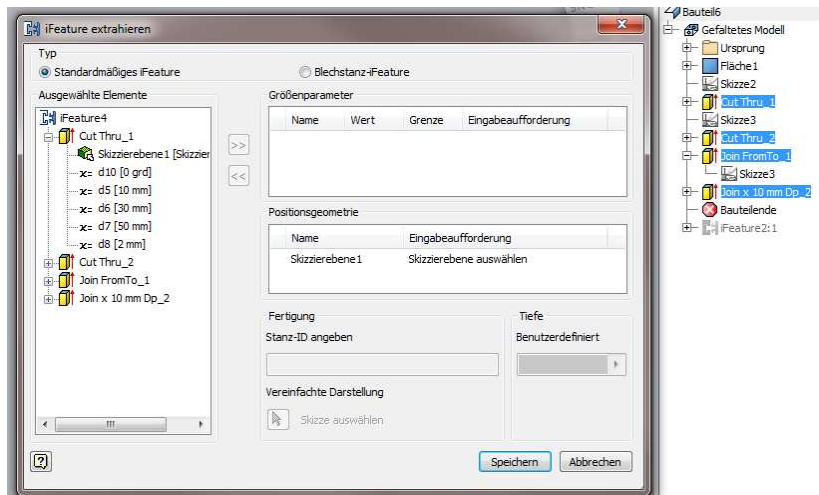 iFeature extrahieren
Typ
Standardmäßiges iFeature
Blechstanz-iFeature
Ausgewählte Elemente
iFeature4
Cut Thru_1
Skizzierebene1 [Skizzier
x= d10 [0 grd]
x= d5 [10 mm]
x= d6 [30 mm]
x= d7 [50 mm]
x= d8 [2 mm]
Cut Thru_2
Join FromTo_1
Join x 10 mm Dp_2
>>
<<
Größenparameter
Name Wert Grenze Eingabeaufforderung
Positionsgeometrie
Name Eingabeaufforderung
Skizzierebene1 Skizzierebene auswählen
Fertigung
Stanz-ID angeben
Vereinfachte Darstellung
Skizze auswählen
Tiefe
Benutzerdefiniert
Speichern
Abbrechen
Bauteil6
Gefaltetes Modell
Ursprung
Fläche1
Skizze2
Cut Thru_1
Skizze3
Cut Thru_2
Join FromTo_1
Skizze3
Join x 10 mm Dp_2
Bauteilende
iFeature2:1